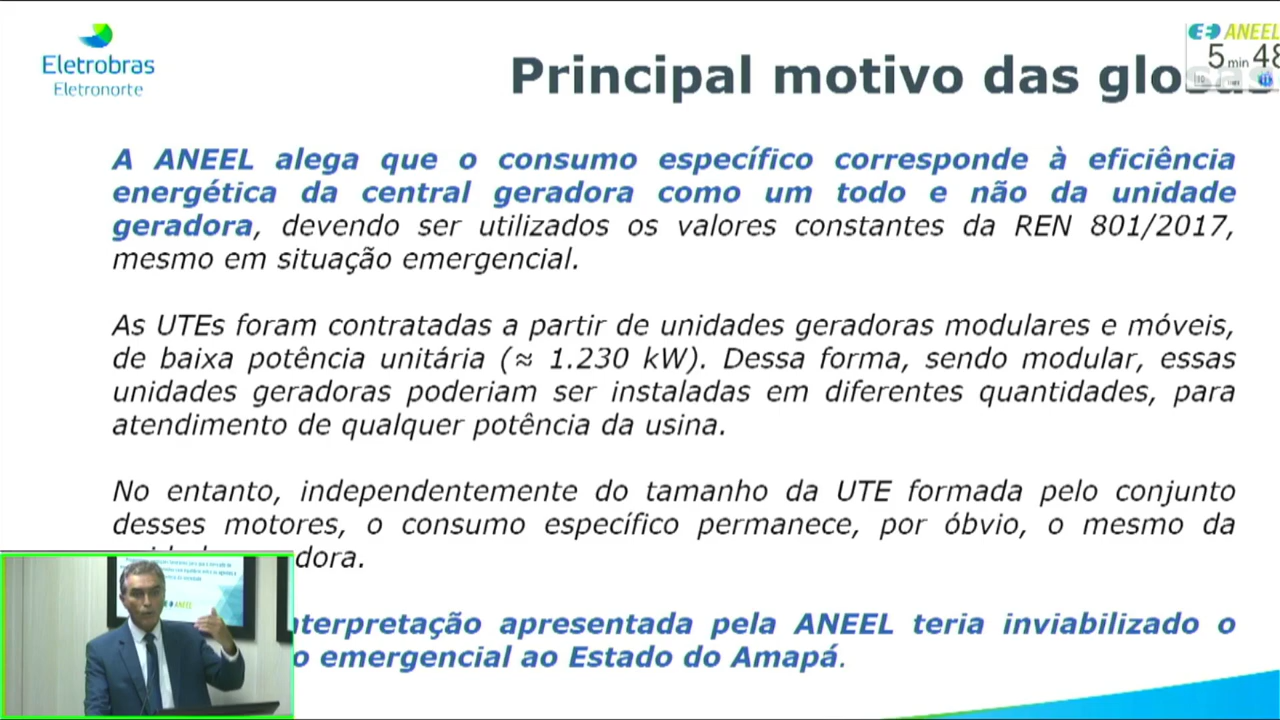 Eletrobras
Eletronorte
Principal motivo das glosas
ANEEL
5 min 48
A ANEEL alega que o consumo específico corresponde à eficiência
energética da central geradora como um todo e não da unidade
geradora, devendo ser utilizados os valores constantes da REN 801/2017,
mesmo em situação emergencial.
As UTEs foram contratadas a partir de unidades geradoras modulares e móveis,
de baixa potência unitária (≈ 1.230 kW). Dessa forma, sendo modular, essas
unidades geradoras poderiam ser instaladas em diferentes quantidades, para
atendimento de qualquer potência da usina.
No entanto, independentemente do tamanho da UTE formada pelo conjunto
desses motores, o consumo específico permanece, por óbvio, o mesmo da
dora.
nterpretação apresentada pela ANEEL teria inviabilizado o
o emergencial ao Estado do Amapá.
ANEEL